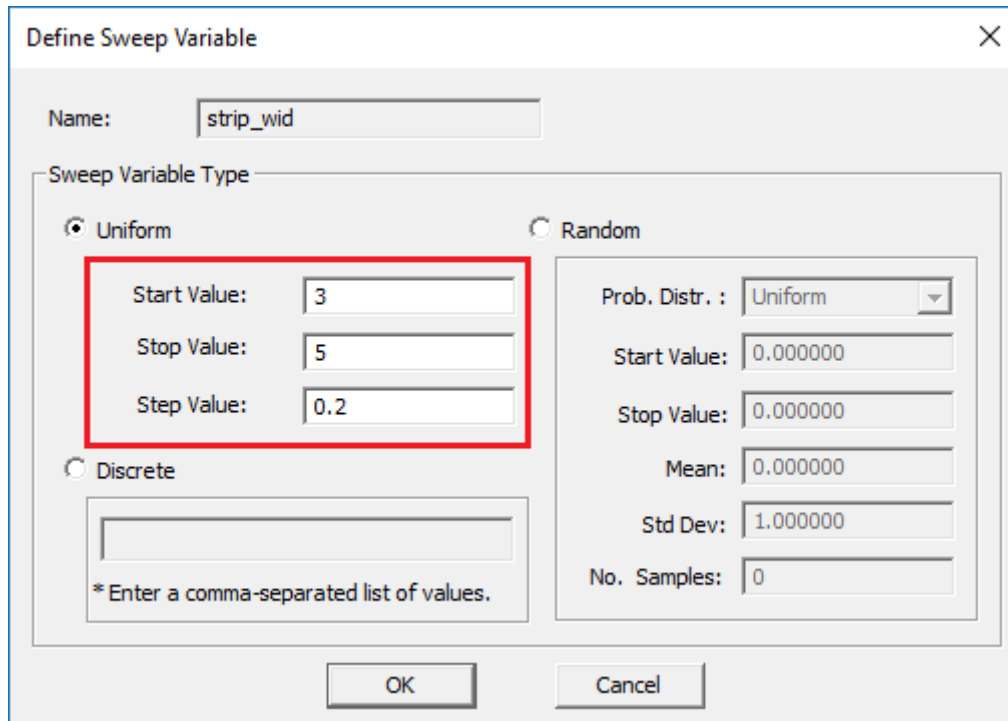 Define Sweep Variable
Name: strip_wid
Sweep Variable Type
Uniform
Start Value: 3
Stop Value: 5
Step Value: 0.2
Discrete
* Enter a comma-separated list of values.
Random
Prob. Distr. : Uniform
Start Value: 0.000000
Stop Value: 0.000000
Mean: 0.000000
Std Dev: 1.000000
No. Samples: 0
OK Cancel